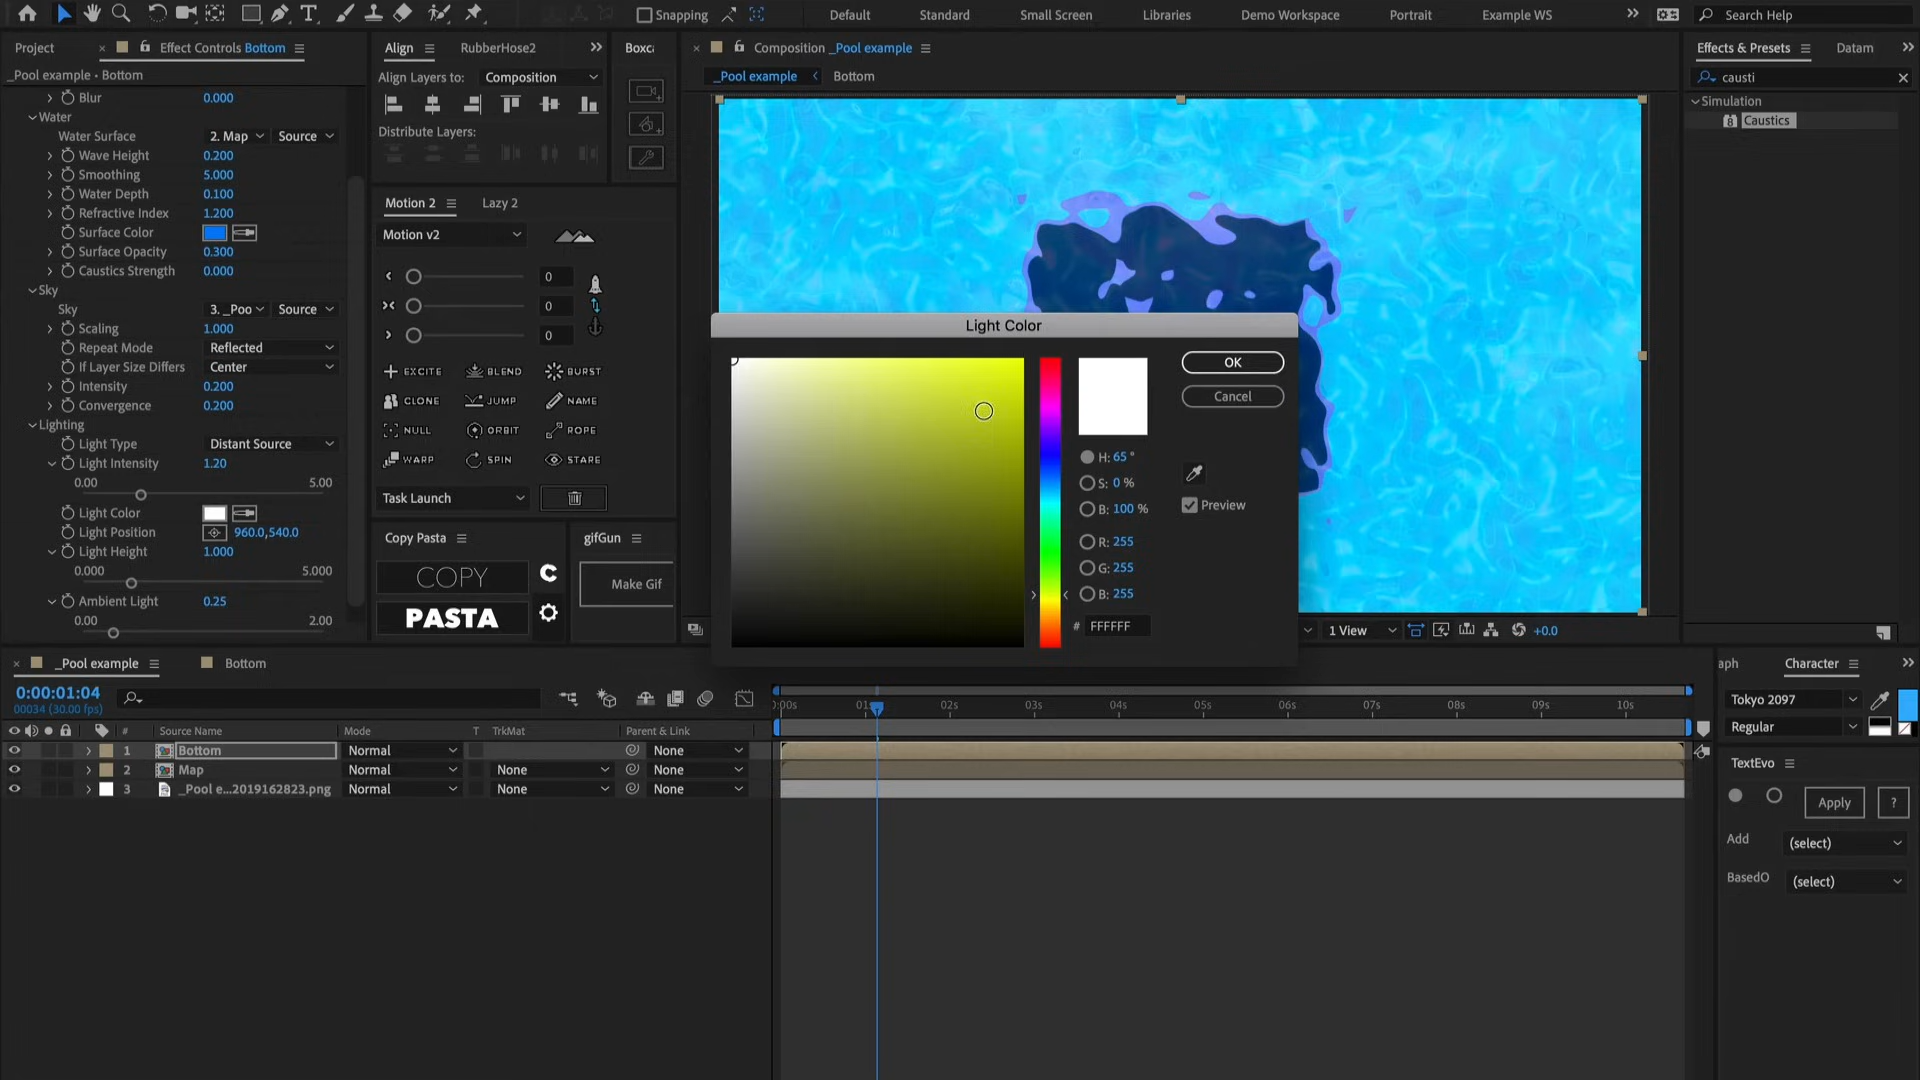 Snapping
Default
Standard
Small Screen
Libraries
Demo Workspace
Portrait
Example WS
Search Help
Project
Effect Controls Bottom
_Pool example • Bottom
Blur 0.000
Water
Water Surface 2. Map Source
Wave Height 0.200
Smoothing 5.000
Water Depth 0.100
Refractive Index 1.200
Surface Color
Surface Opacity 0.300
Caustics Strength 0.000
Sky
Sky 3. _Poo Source
Scaling 1.000
Repeat Mode Reflected
If Layer Size Differs Center
Intensity 0.200
Convergence 0.200
Lighting
Light Type Distant Source
Light Intensity 1.20
0.00 5.00
Light Color
Light Position 960.0,540.0
Light Height 1.000
0.000 5.000
Ambient Light 0.25
0.00 2.00
Align
RubberHose2
Align Layers to: Composition
Distribute Layers:
Boxca
Motion 2
Lazy 2
Motion v2
0
0
0
EXCITE BLEND BURST
CLONE JUMP NAME
NULL ORBIT ROPE
WARP SPIN STARE
Task Launch
Copy Pasta
COPY C
PASTA
gifGun
Make Gif
Composition _Pool example
_Pool example Bottom
Light Color
OK
Cancel
H: 65 °
S: 0 %
B: 100 %
Preview
R: 255
G: 255
B: 255
# FFFFFF
1 View
+0.0
Effects & Presets
Datam
causti
Simulation
8 Caustics
_Pool example
Bottom
0:00:01:04
00034 (30.00 fps)
:00s 01s 02s 03s 04s 05s 06s 07s 08s 09s 10s
# Source Name Mode T TrkMat Parent & Link
1 Bottom Normal None
2 Map Normal None None
3 _Pool e...2019162823.png Normal None None
aph
Character
Tokyo 2097
Regular
TextEvo
Apply ?
Add (select)
BasedO (select)